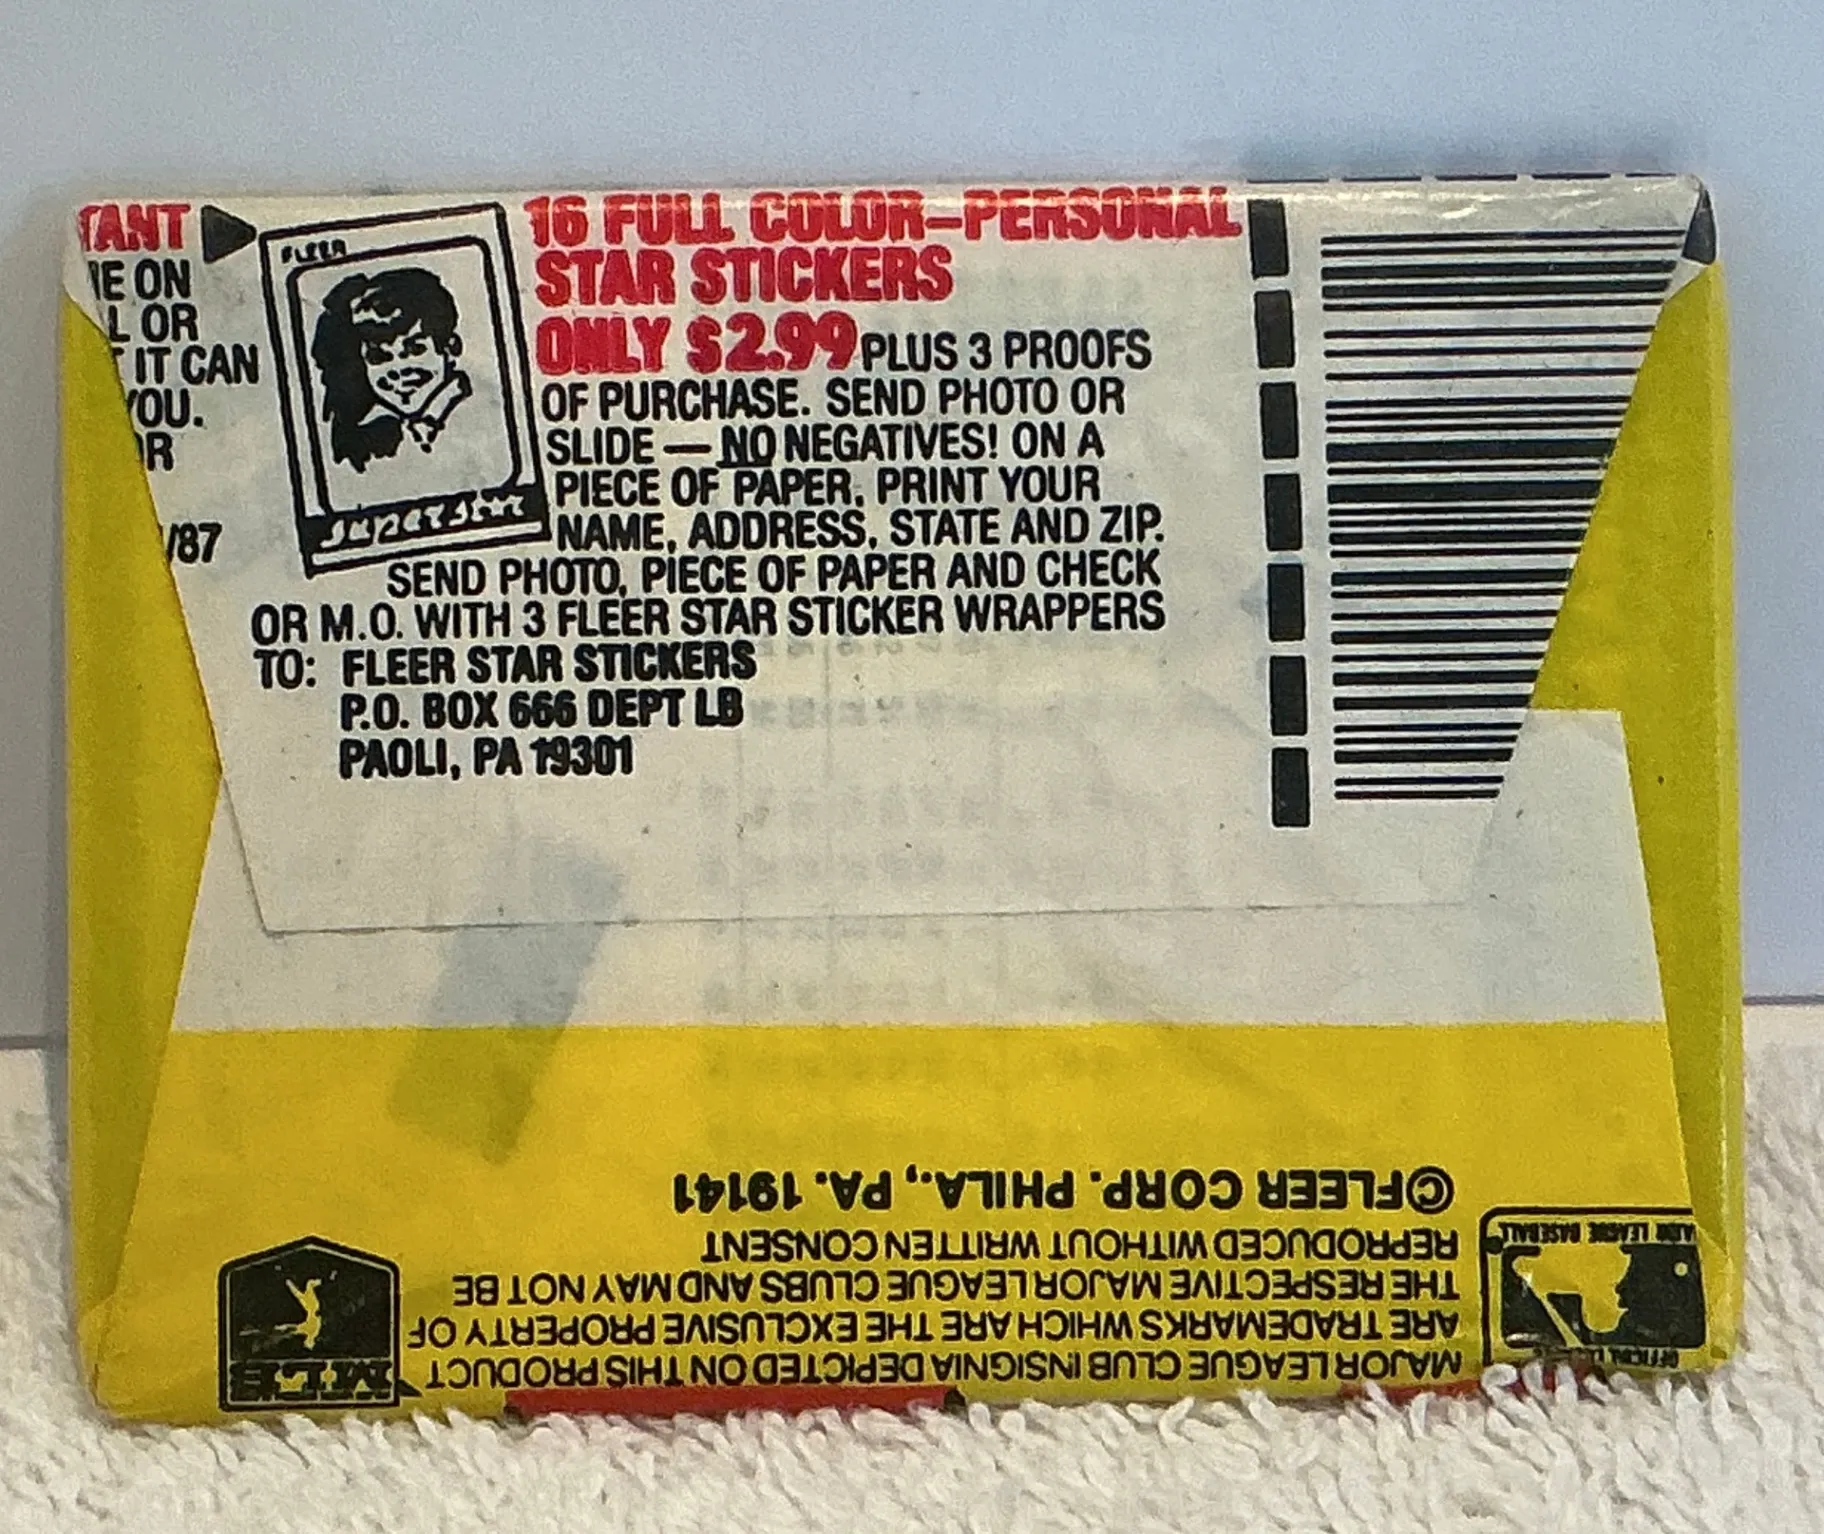 TANT
E ON
L OR
IT CAN
YOU.
OR
/87
FLEER
16 FULL COLOR–PERSONAL
STAR STICKERS
ONLY $2.99 PLUS 3 PROOFS
OF PURCHASE. SEND PHOTO OR
SLIDE — NO NEGATIVES! ON A
PIECE OF PAPER, PRINT YOUR
NAME, ADDRESS, STATE AND ZIP.
SEND PHOTO, PIECE OF PAPER AND CHECK
OR M.O. WITH 3 FLEER STAR STICKER WRAPPERS
TO: FLEER STAR STICKERS
P.O. BOX 666 DEPT LB
PAOLI, PA 19301
MAJOR LEAGUE CLUB INSIGNIA DEPICTED ON THIS PRODUCT
ARE TRADEMARKS WHICH ARE THE EXCLUSIVE PROPERTY OF
THE RESPECTIVE MAJOR LEAGUE CLUBS AND MAY NOT BE
REPRODUCED WITHOUT WRITTEN CONSENT
©FLEER CORP. PHILA., PA. 19141
LEAGUE BASEBALL
MLB